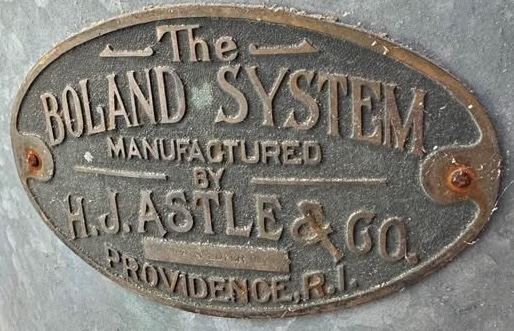 The
BOLAND SYSTEM
MANUFACTURED
BY
H.J. ASTLE & CO.
PROVIDENCE, R.I.